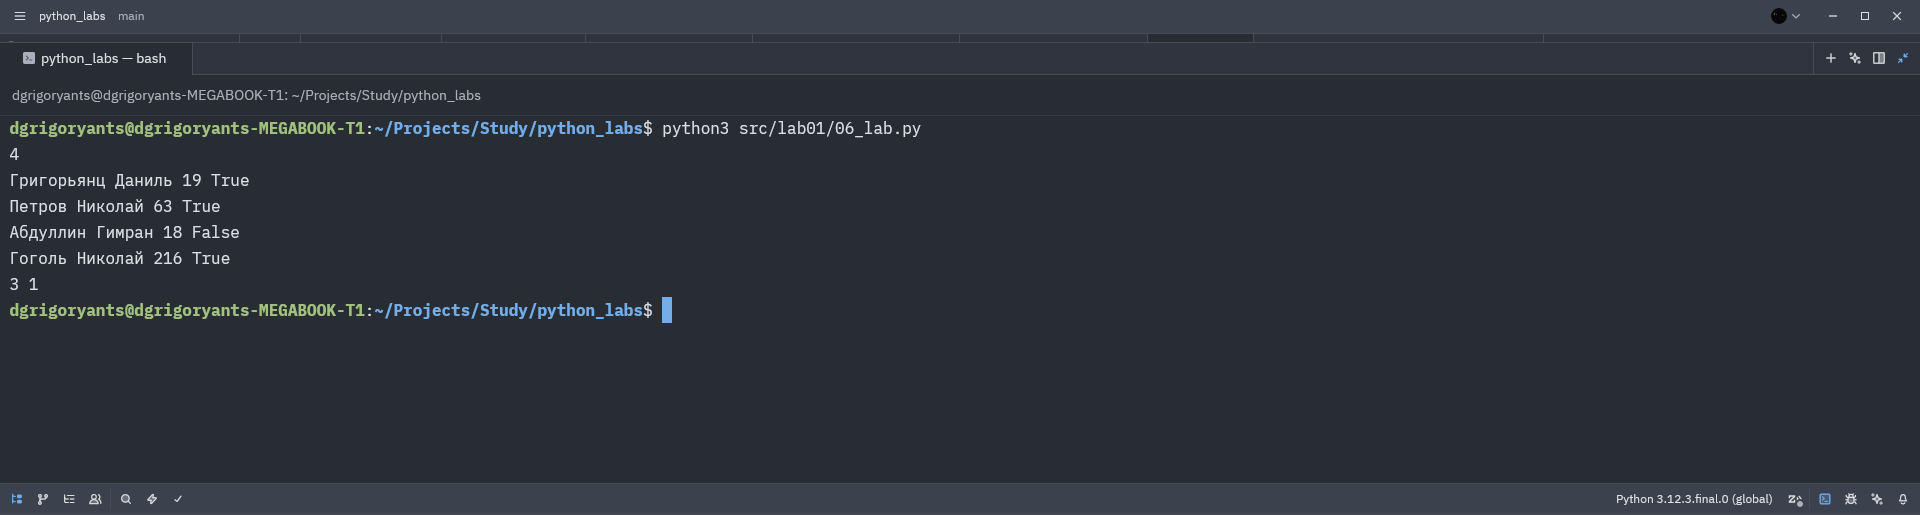 python_labs main
python_labs — bash
dgrigoryants@dgrigoryants-MEGABOOK-T1: ~/Projects/Study/python_labs
dgrigoryants@dgrigoryants-MEGABOOK-T1:~/Projects/Study/python_labs$ python3 src/lab01/06_lab.py
4
Григорьянц Даниль 19 True
Петров Николай 63 True
Абдуллин Гимран 18 False
Гоголь Николай 216 True
3 1
dgrigoryants@dgrigoryants-MEGABOOK-T1:~/Projects/Study/python_labs$
Python 3.12.3.final.0 (global)